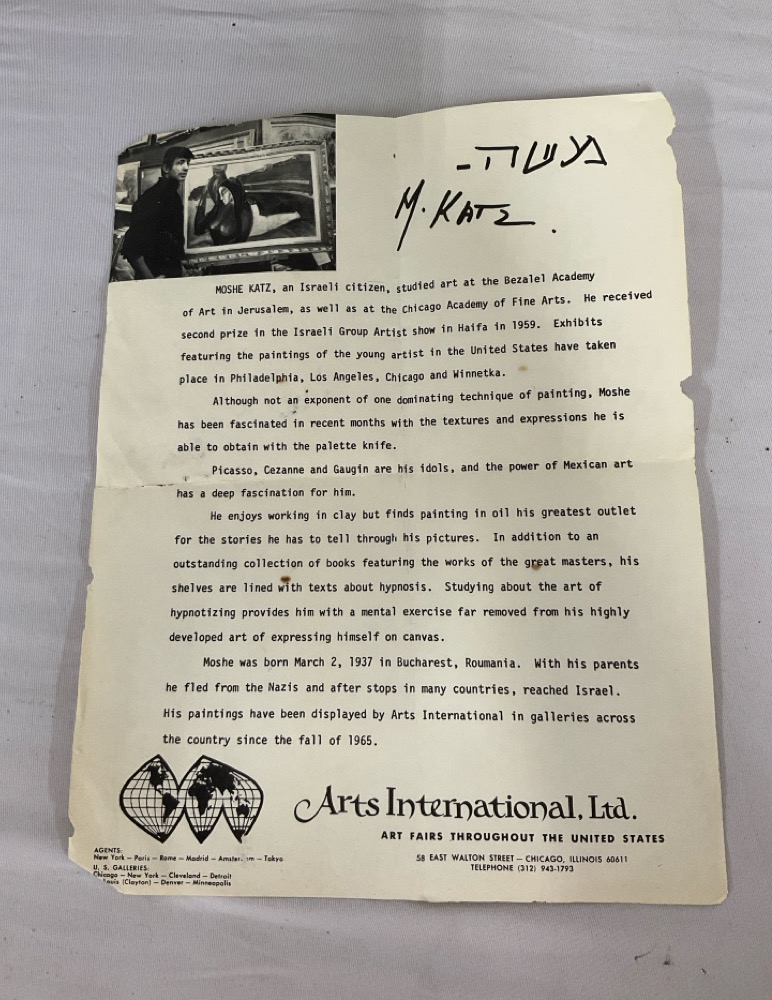 משה-
M. KATZ.
MOSHE KATZ, an Israeli citizen, studied art at the Bezalel Academy
of Art in Jerusalem, as well as at the Chicago Academy of Fine Arts. He received
second prize in the Israeli Group Artist show in Haifa in 1959. Exhibits
featuring the paintings of the young artist in the United States have taken
place in Philadelphia, Los Angeles, Chicago and Winnetka.
Although not an exponent of one dominating technique of painting, Moshe
has been fascinated in recent months with the textures and expressions he is
able to obtain with the palette knife.
Picasso, Cezanne and Gaugin are his idols, and the power of Mexican art
has a deep fascination for him.
He enjoys working in clay but finds painting in oil his greatest outlet
for the stories he has to tell through his pictures. In addition to an
outstanding collection of books featuring the works of the great masters, his
shelves are lined with texts about hypnosis. Studying about the art of
hypnotizing provides him with a mental exercise far removed from his highly
developed art of expressing himself on canvas.
Moshe was born March 2, 1937 in Bucharest, Roumania. With his parents
he fled from the Nazis and after stops in many countries, reached Israel.
His paintings have been displayed by Arts International in galleries across
the country since the fall of 1965.
Arts International, Ltd.
ART FAIRS THROUGHOUT THE UNITED STATES
58 EAST WALTON STREET – CHICAGO, ILLINOIS 60611
TELEPHONE (312) 943-1793
AGENTS:
New York – Paris – Rome – Madrid – Amster. m – Tokyo
U. S. GALLERIES:
Chicago – New York – Cleveland – Detroit
Louis (Clayton) – Denver – Minneapolis